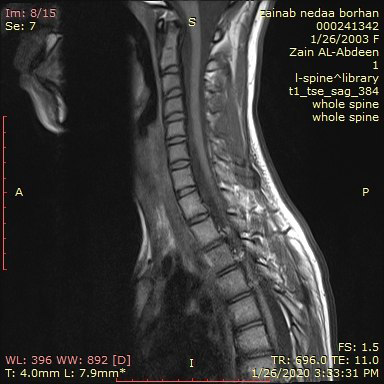 Im: 8/15
Se: 7
S
zainab nedaa borhan
000241342
1/26/2003 F
Zain AL-Abdeen
1
l-spine^library
t1_tse_sag_384
whole spine
whole spine
A
P
WL: 396 WW: 892 [D]
T: 4.0mm L: 7.9mm*
I
FS: 1.5
TR: 696.0 TE: 11.0
1/26/2020 3:33:31 PM